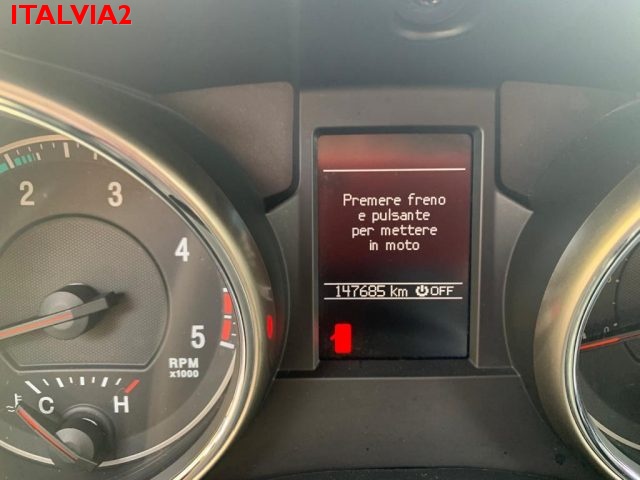 ITALVIA2
Premere freno
e pulsante
per mettere
in moto
147685 km OFF
2
3
4
5
RPM
x1000
C
H